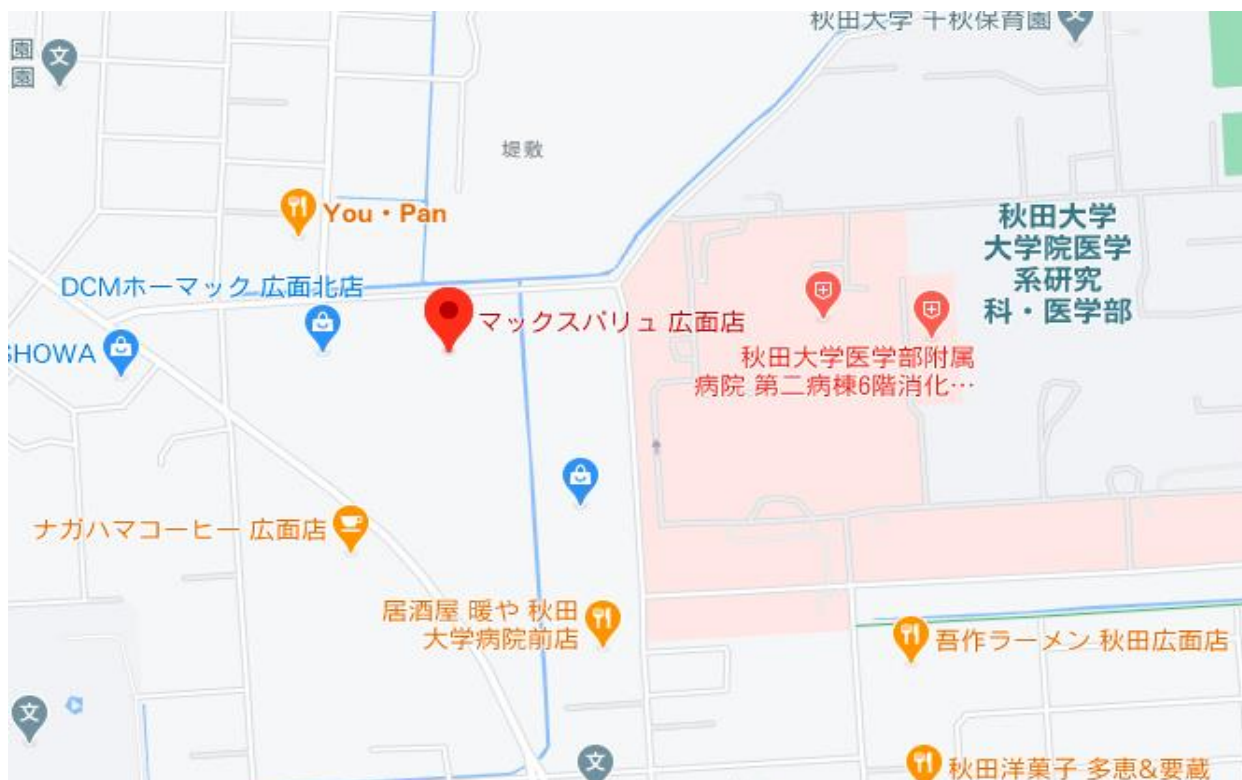 秋田大学 千秋保育園
文
園
園
文
堤敷
You・Pan
秋田大学
大学院医学
系研究
科・医学部
DCMホーマック 広面北店
マックスバリュ 広面店
SHOWA
秋田大学医学部附属
病院 第二病棟6階消化…
ナガハマコーヒー 広面店
居酒屋 暖や 秋田
大学病院前店
吾作ラーメン 秋田広面店
文
文
秋田洋菓子 多恵&要蔵